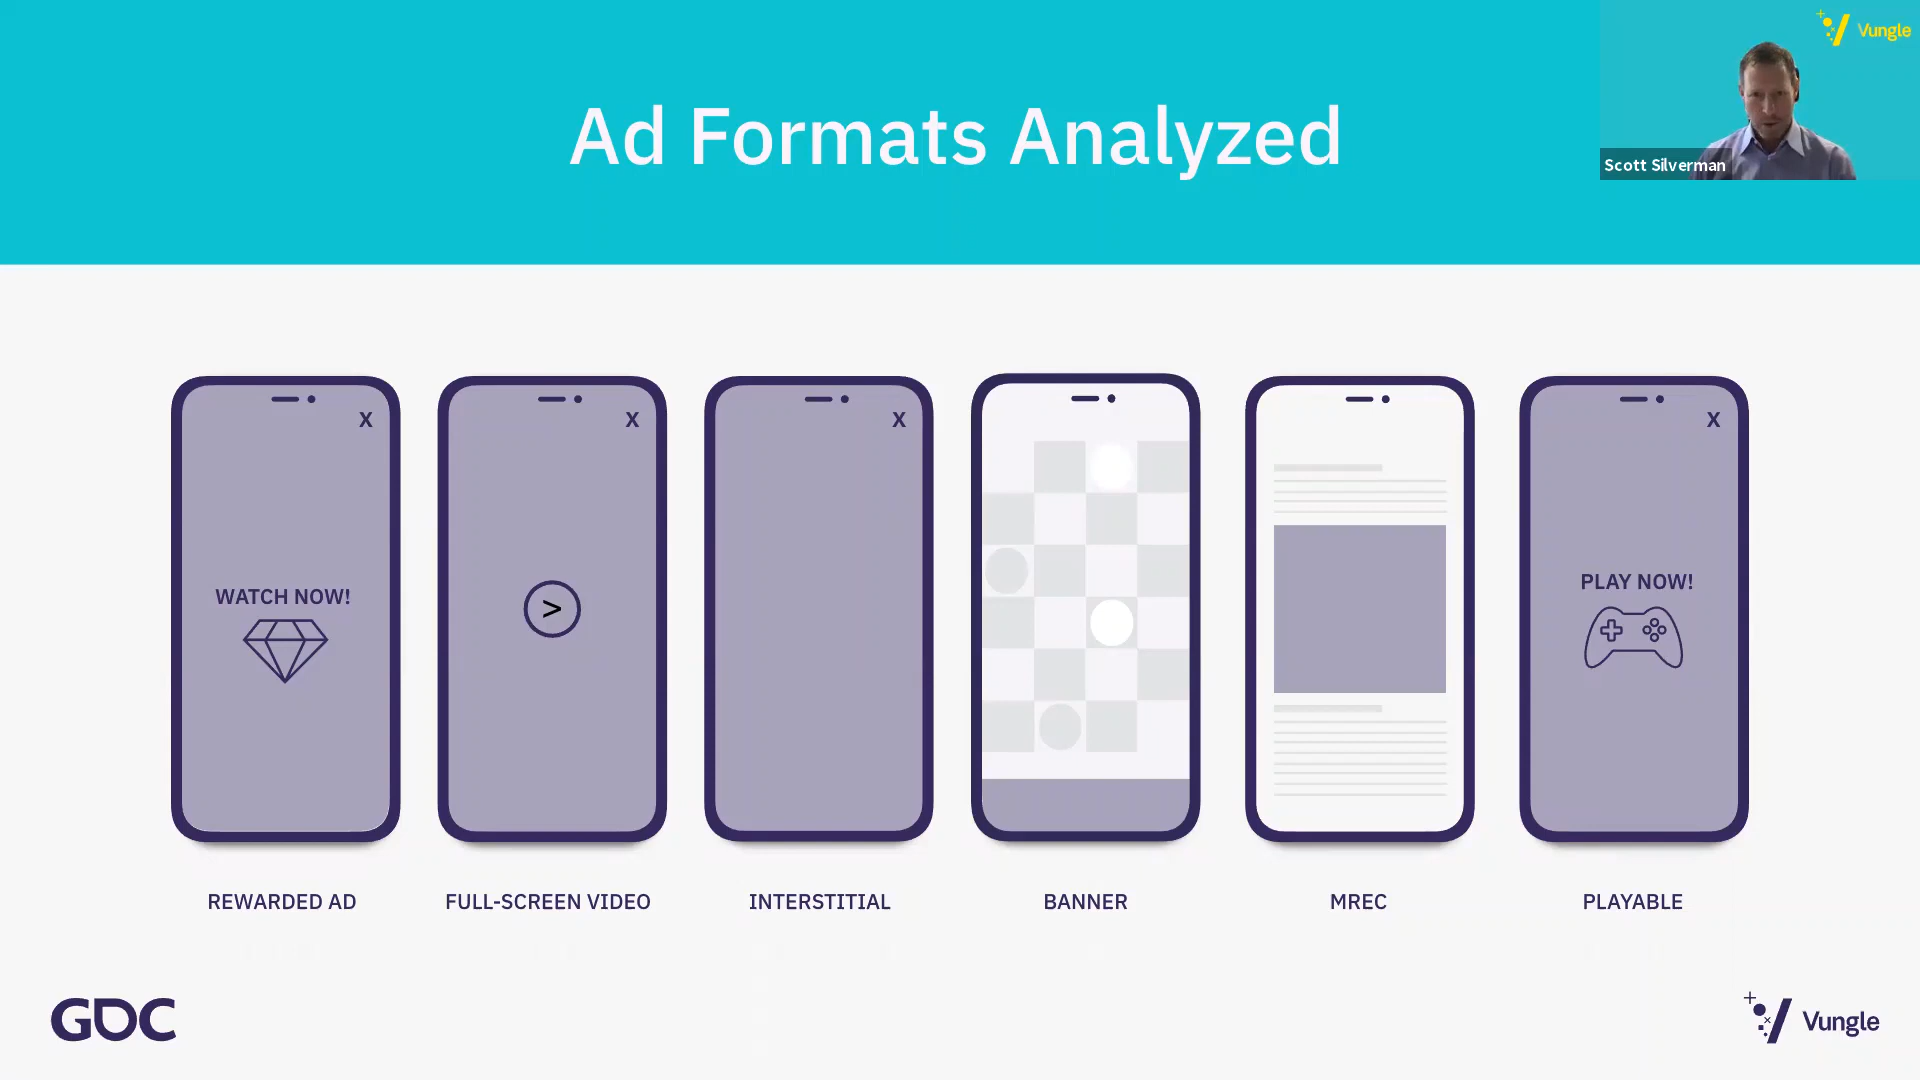 Vungle
Ad Formats Analyzed
Scott Silverman
X
X
X
X
WATCH NOW!
>
PLAY NOW!
REWARDED AD
FULL-SCREEN VIDEO
INTERSTITIAL
BANNER
MREC
PLAYABLE
GDC
Vungle